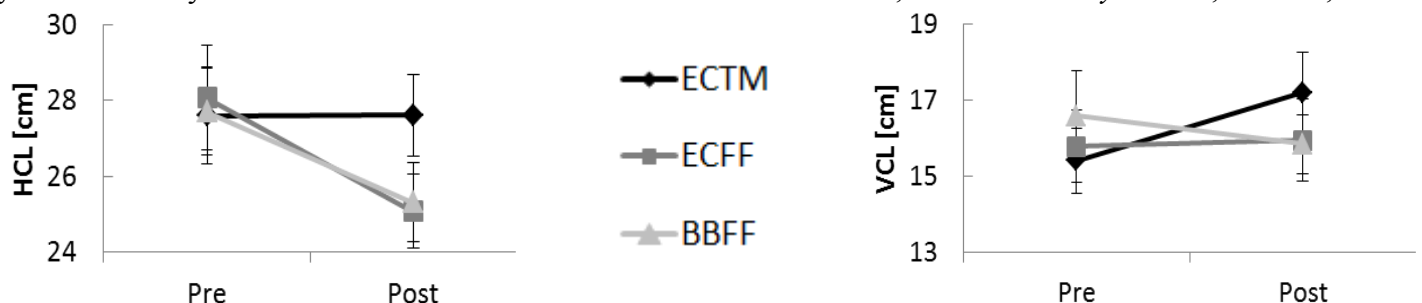 30
28
26
24
HCL [cm]
Pre Post
ECTM
ECFF
BBFF
19
17
15
13
VCL [cm]
Pre Post